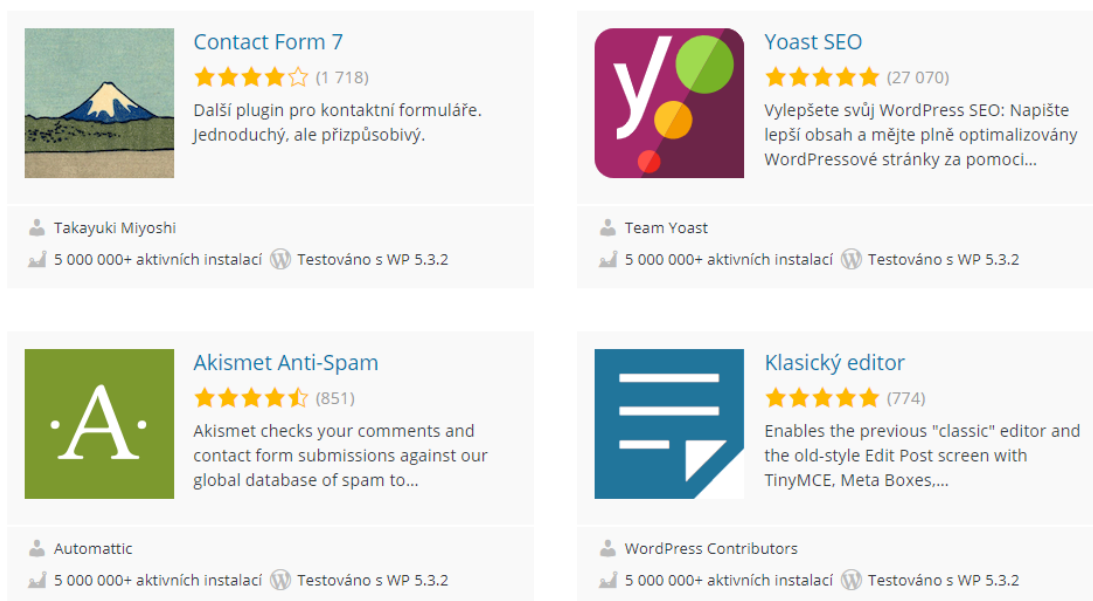 Contact Form 7
(1 718)
Další plugin pro kontaktní formuláře.
Jednoduchý, ale přizpůsobivý.
Takayuki Miyoshi
5 000 000+ aktivních instalací Testováno s WP 5.3.2
y
Yoast SEO
(27 070)
Vylepšete svůj WordPress SEO: Napište
lepší obsah a mějte plně optimalizovány
WordPressové stránky za pomoci...
Team Yoast
5 000 000+ aktivních instalací Testováno s WP 5.3.2
·A·
Akismet Anti-Spam
(851)
Akismet checks your comments and
contact form submissions against our
global database of spam to...
Automattic
5 000 000+ aktivních instalací Testováno s WP 5.3.2
Klasický editor
(774)
Enables the previous "classic" editor and
the old-style Edit Post screen with
TinyMCE, Meta Boxes,...
WordPress Contributors
5 000 000+ aktivních instalací Testováno s WP 5.3.2